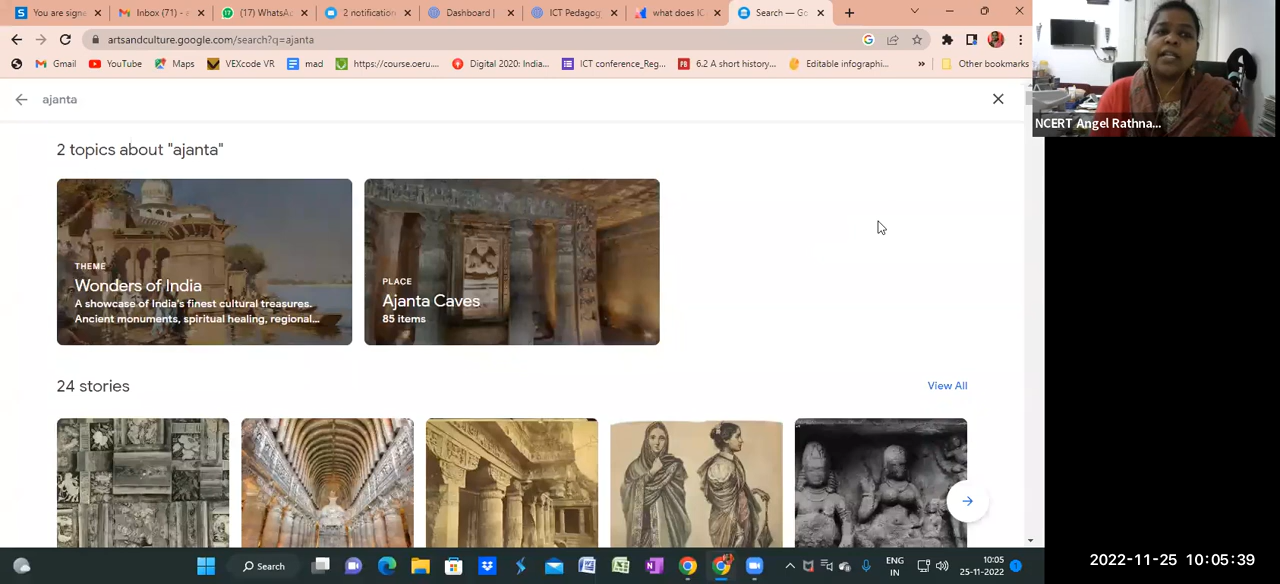 You are signe
Inbox (71) -
(17) WhatsA
2 notification
Dashboard |
ICT Pedagog
what does IC
Search — Go
artsandculture.google.com/search?q=ajanta
Gmail
YouTube
Maps
VEXcode VR
mad
https://course.oeru....
Digital 2020: India...
ICT conference_Reg...
6.2 A short history...
Editable infographi...
»
Other bookmarks
NCERT Angel Rathna...
ajanta
2 topics about "ajanta"
THEME
Wonders of India
A showcase of India's finest cultural treasures.
Ancient monuments, spiritual healing, regional...
PLACE
Ajanta Caves
85 items
24 stories
View All
Search
ENG
IN
10:05
25-11-2022
2022-11-25 10:05:39